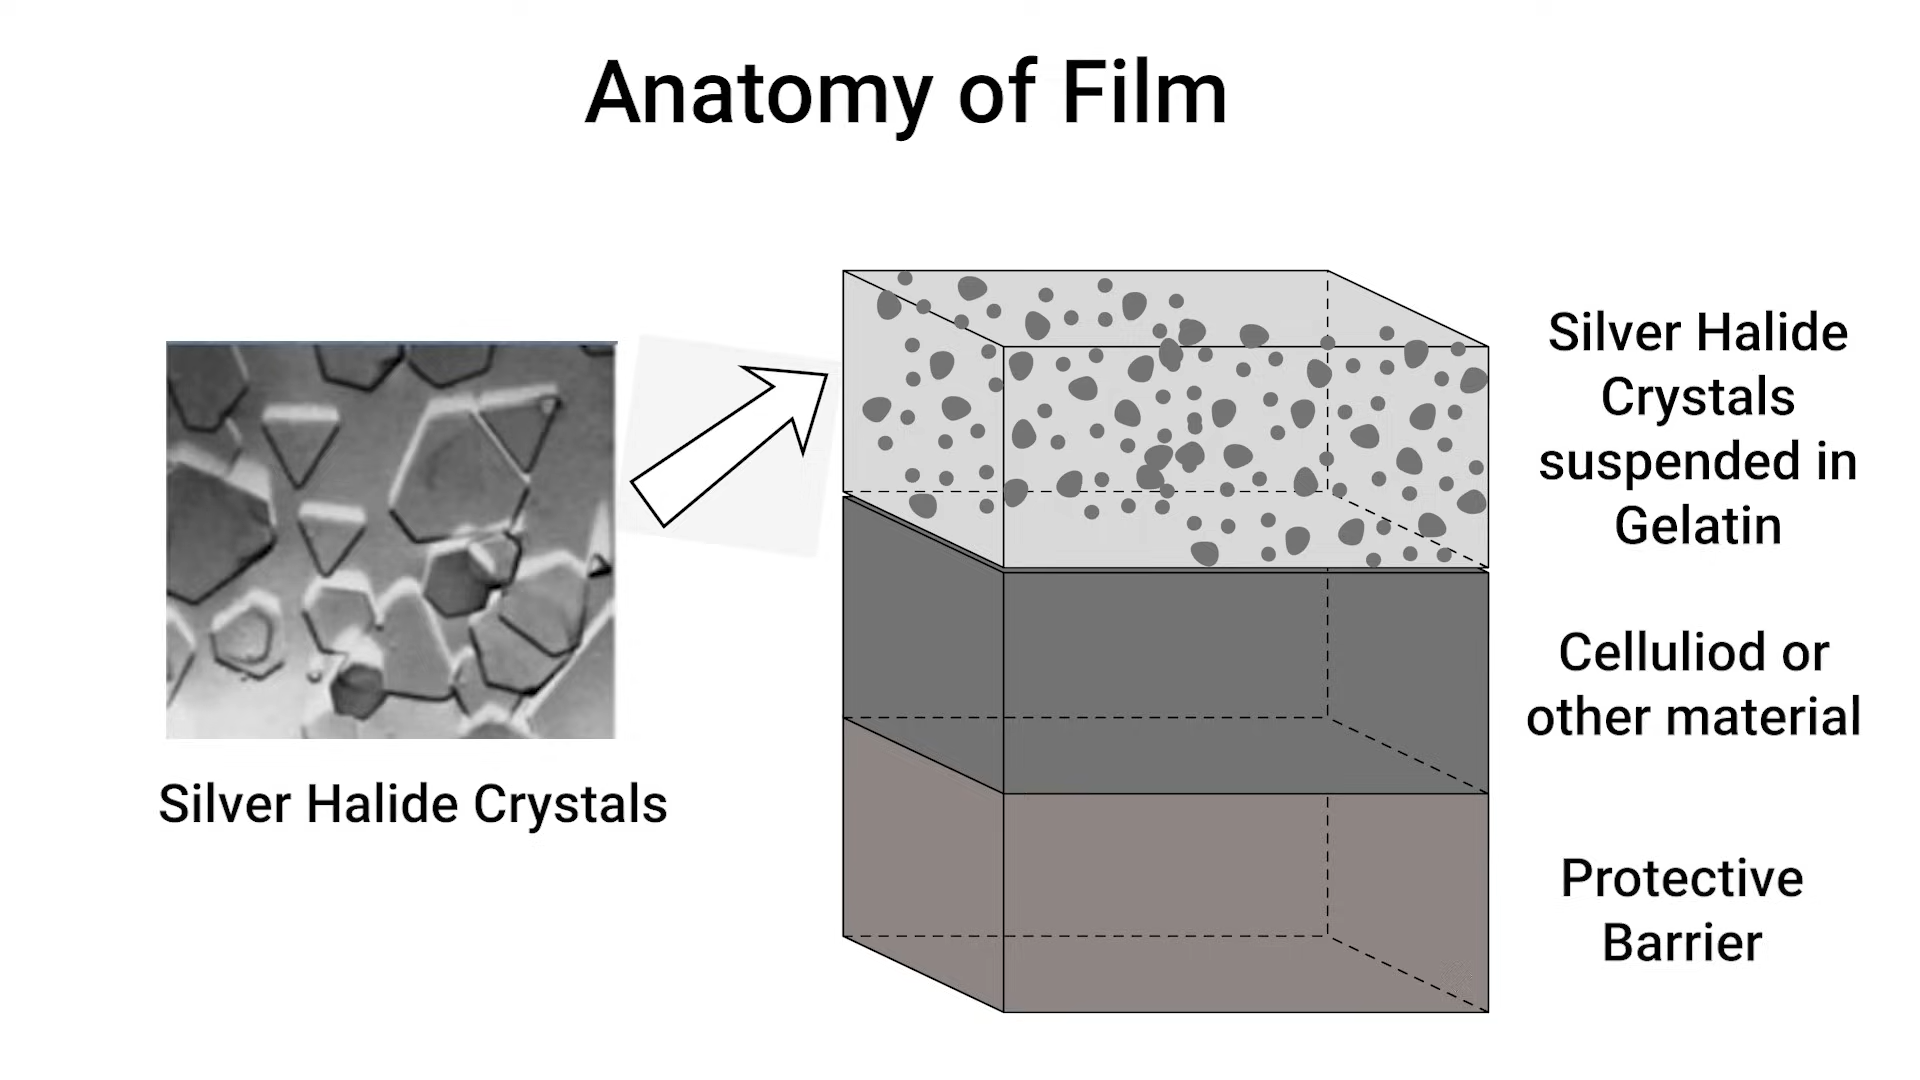 Anatomy of Film
Silver Halide
Crystals
suspended in
Gelatin
Celluliod or
other material
Silver Halide Crystals
Protective
Barrier